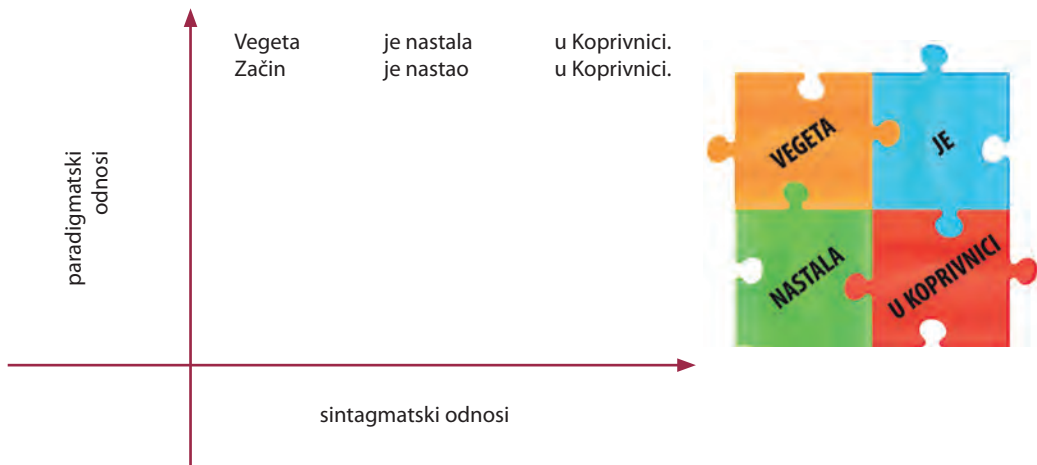 Vegeta je nastala u Koprivnici.
Začin je nastao u Koprivnici.
paradigmatski
odnosi
sintagmatski odnosi
VEGETA
JE
NASTALA
U KOPRIVNICI